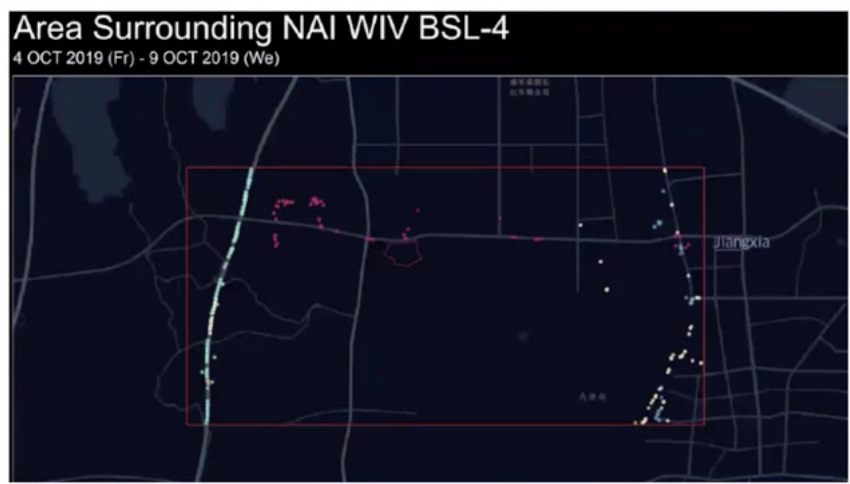 Area Surrounding NAI WIV BSL-4
4 OCT 2019 (Fr) - 9 OCT 2019 (We)
Jiangxia